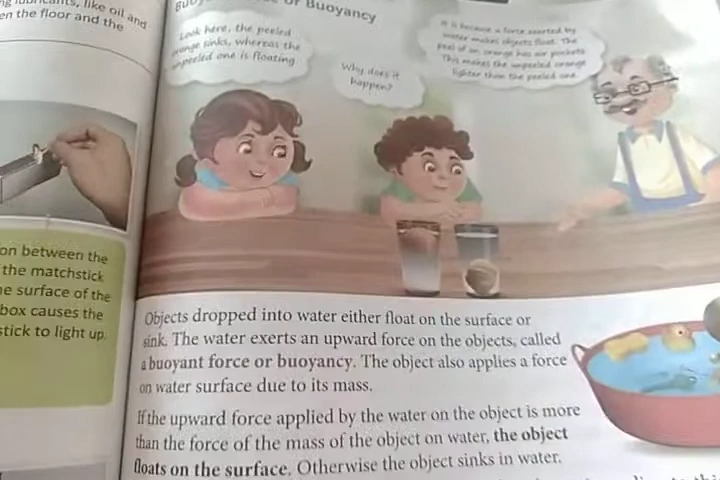 like oil and
en the floor and the
on between the
the matchstick
e surface of the
box causes the
stick to light up.
or Buoyancy
Look here, the peeled
orange sinks, whereas the
unpeeled one is floating
Why does it
happen?
It is because a force exerted by
water makes objects float. The
peel of an orange has air pockets
This makes the unpeeled orange
lighter than the peeled one.
Objects dropped into water either float on the surface or
sink. The water exerts an upward force on the objects, called
a buoyant force or buoyancy. The object also applies a force
on water surface due to its mass.
If the upward force applied by the water on the object is more
than the force of the mass of the object on water, the object
floats on the surface. Otherwise the object sinks in water.